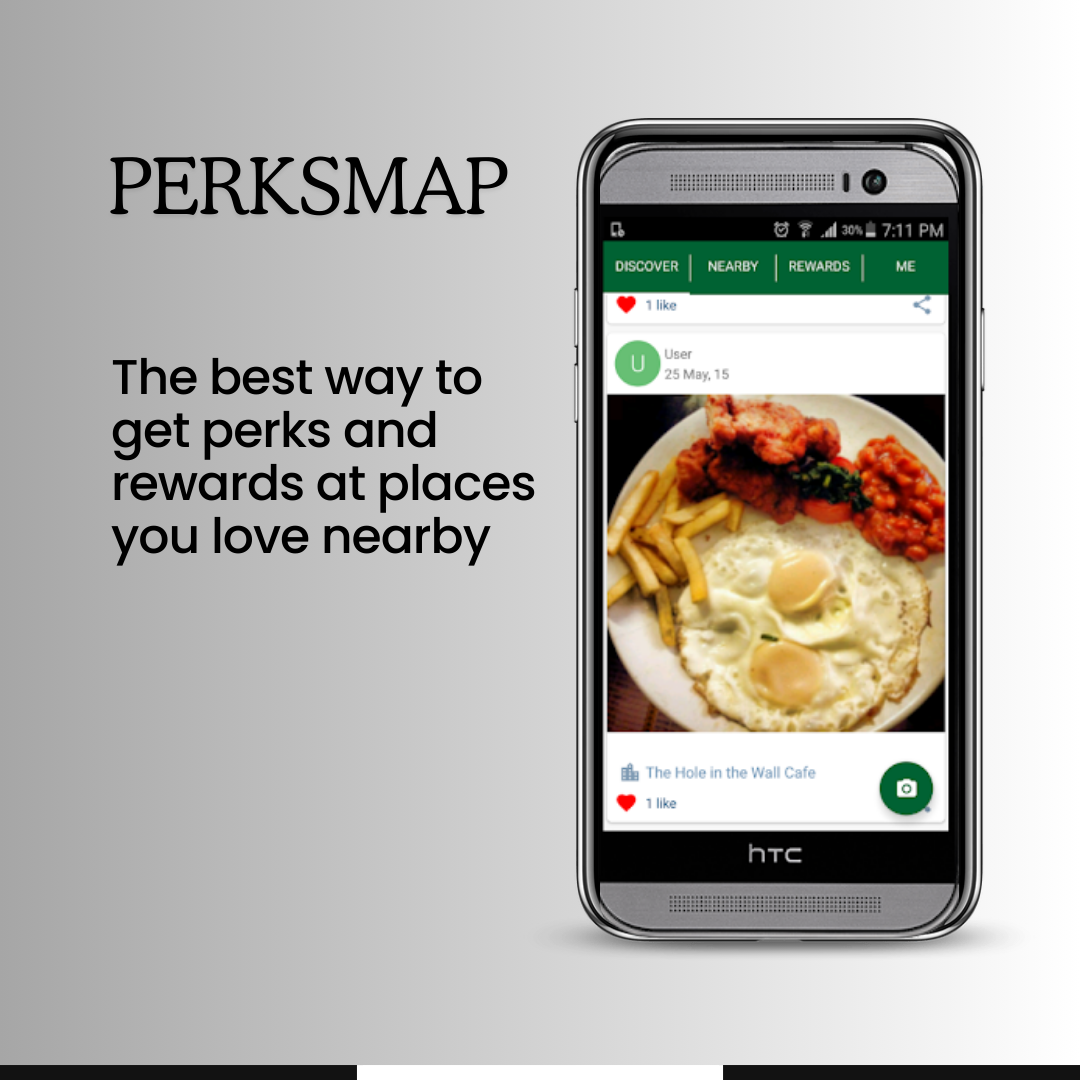 PERKSMAP
The best way to
get perks and
rewards at places
you love nearby
30% 7:11 PM
DISCOVER NEARBY REWARDS ME
1 like
U
User
25 May, 15
The Hole in the Wall Cafe
1 like
hTC